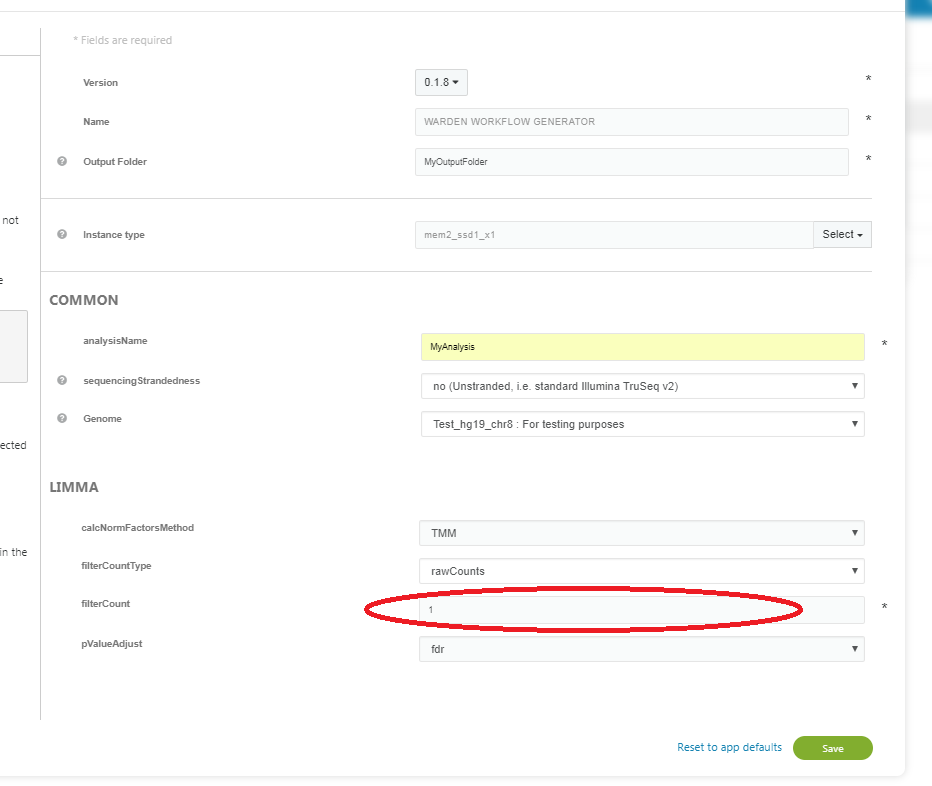 * Fields are required
Version 0.1.8 *
Name WARDEN WORKFLOW GENERATOR *
Output Folder MyOutputFolder *
not
Instance type mem2_ssd1_x1 Select
e
COMMON
analysisName MyAnalysis *
sequencingStrandedness no (Unstranded, i.e. standard Illumina TruSeq v2)
Genome Test_hg19_chr8 : For testing purposes
ected
LIMMA
calcNormFactorsMethod TMM
in the
filterCountType rawCounts
filterCount 1 *
pValueAdjust fdr
Reset to app defaults Save